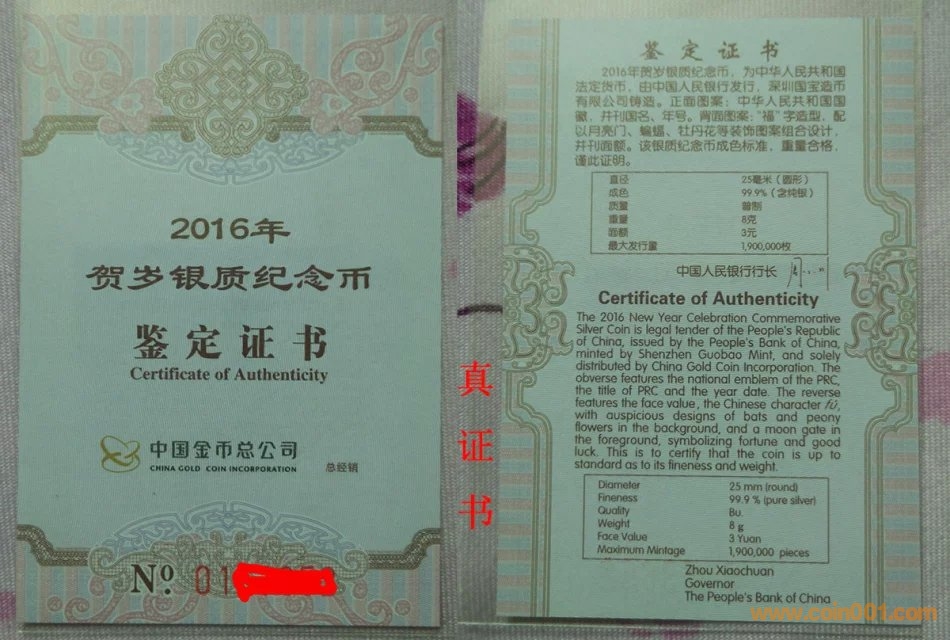 2016年
贺岁银质纪念币
鉴定证书
Certificate of Authenticity
中国金币总公司
CHINA GOLD COIN INCORPORATION
总经销
№ 01
真证书
鉴定证书
2016年贺岁银质纪念币，为中华人民共和国
法定货币，由中国人民银行发行，深圳国宝造币
有限公司铸造。正面图案：中华人民共和国国
徽，并刊国名、年号。背面图案：“福”字造型，配
以月亮门、蝙蝠、牡丹花等装饰图案组合设计，
并刊面额。该银质纪念币成色标准，重量合格，
谨此证明。
直径 25毫米（圆形）
成色 99.9%（含纯银）
质量 普制
重量 8克
面额 3元
最大发行量 1,900,000枚
中国人民银行行长
Certificate of Authenticity
The 2016 New Year Celebration Commemorative
Silver Coin is legal tender of the People's Republic
of China, issued by the People's Bank of China,
minted by Shenzhen Guobao Mint, and solely
distributed by China Gold Coin Incorporation. The
obverse features the national emblem of the PRC,
the title of PRC and the year date. The reverse
features the face value, the Chinese character fú,
with auspicious designs of bats and peony
flowers in the background, and a moon gate in
the foreground, symbolizing fortune and good
luck. This is to certify that the coin is up to
standard as to its fineness and weight.
Diameter 25 mm (round)
Fineness 99.9 % (pure silver)
Quality Bu.
Weight 8 g
Face Value 3 Yuan
Maximum Mintage 1,900,000 pieces
Zhou Xiaochuan
Governor
The People's Bank of China
www.coin001.com